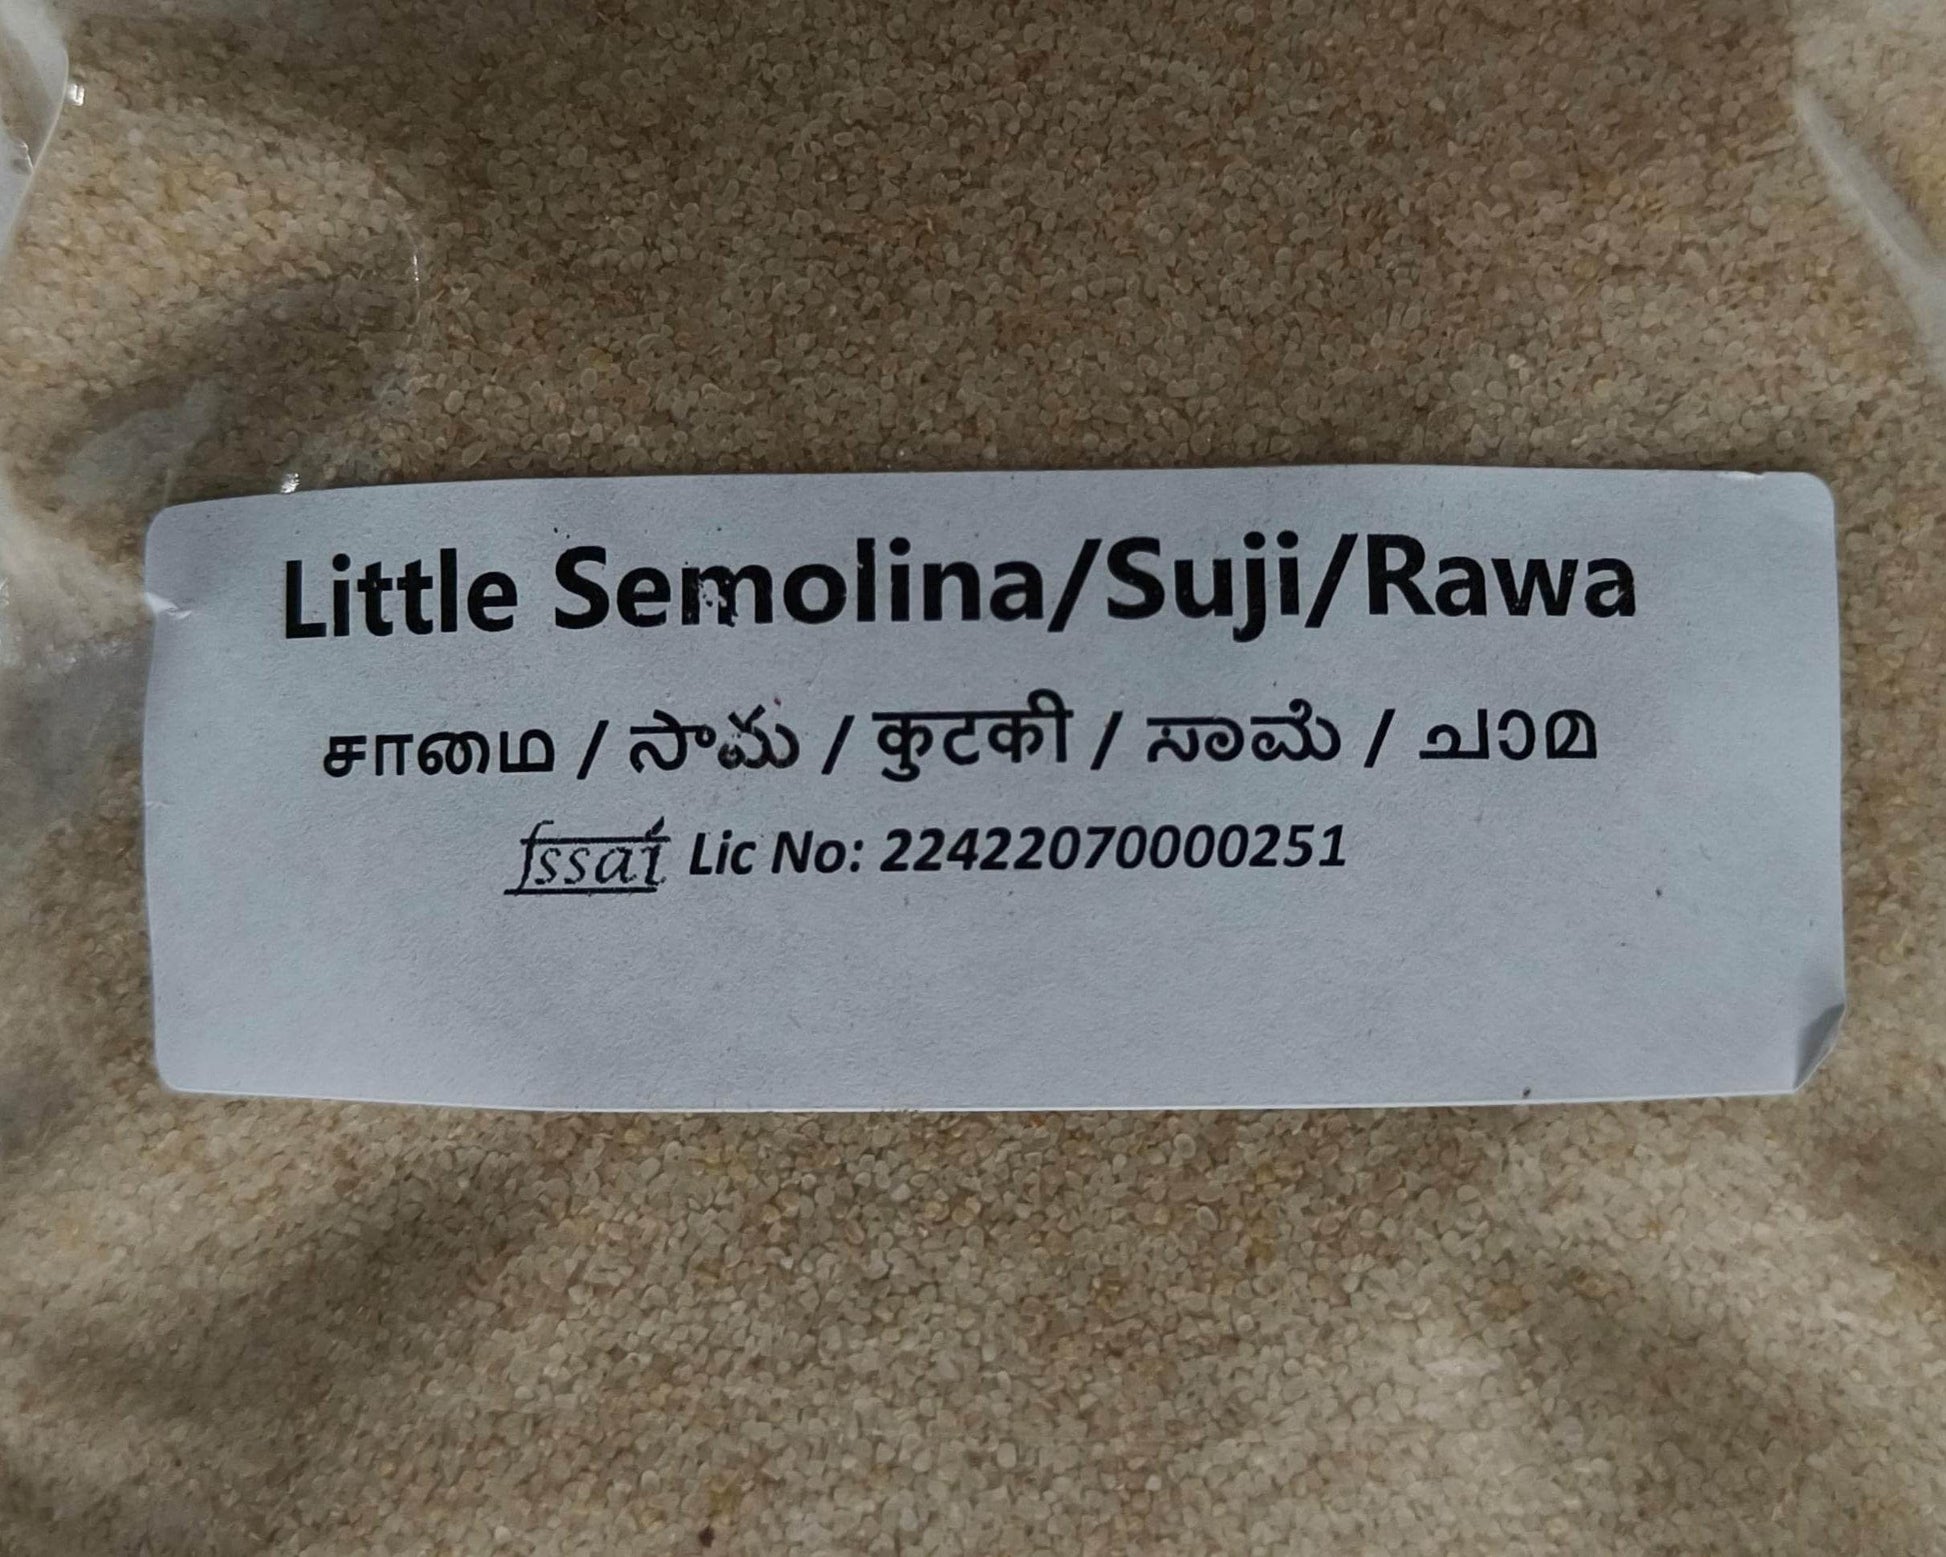 Little Semolina/Suji/Rawa
சாமை / సామ / कुटकी / ಸಾಮೆ / ചാമ
fssai Lic No: 22422070000251